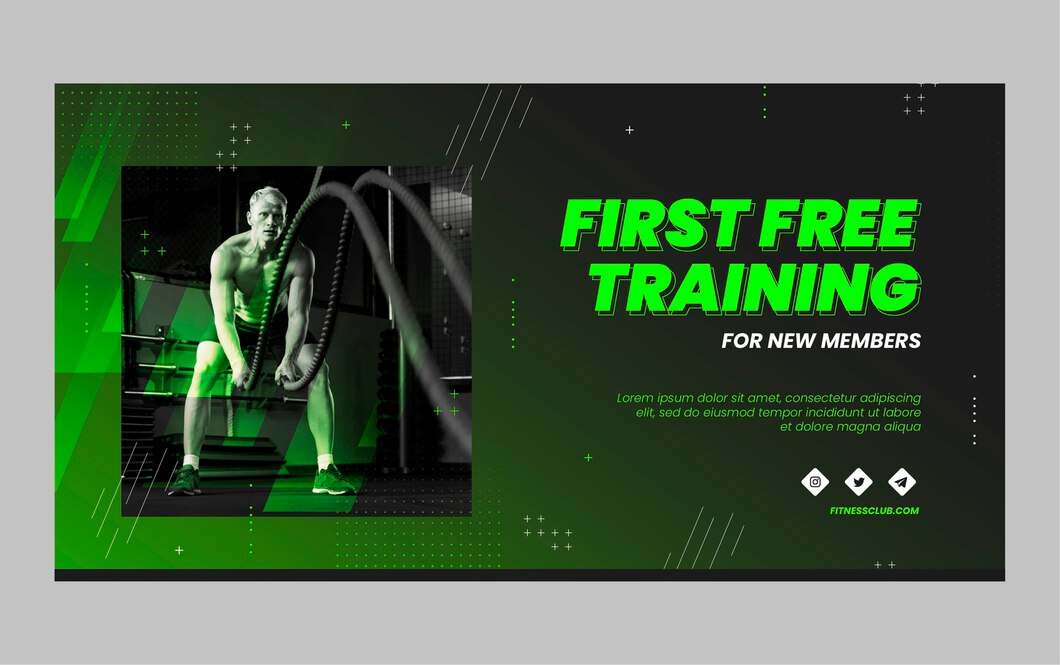 FIRST FREE
TRAINING
FOR NEW MEMBERS
Lorem ipsum dolor sit amet, consectetur adipiscing
elit, sed do eiusmod tempor incididunt ut labore
et dolore magna aliqua
FITNESSCLUB.COM